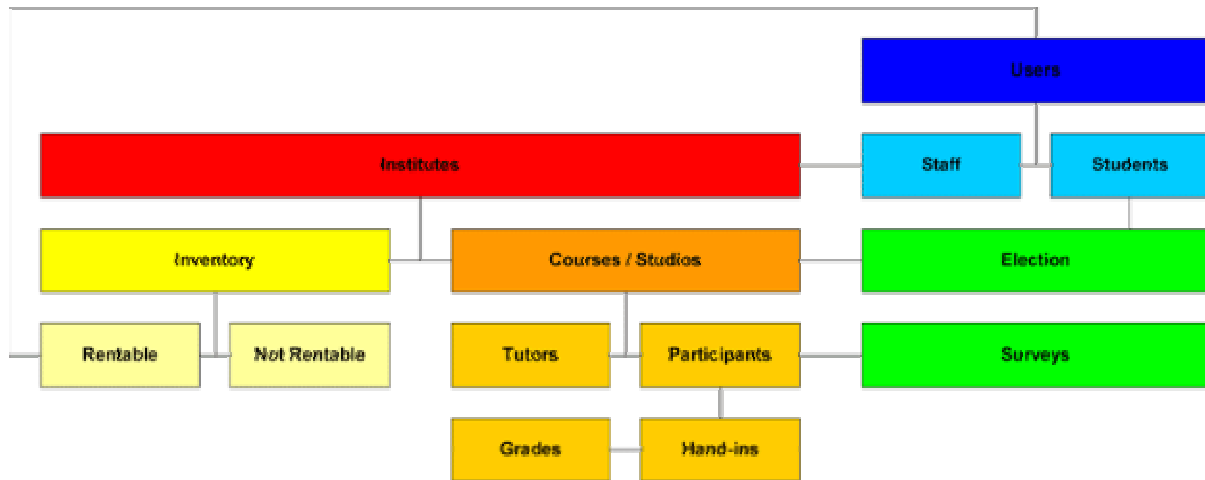 Users
Institutes
Staff
Students
Inventory
Courses / Studios
Election
Rentable
Not Rentable
Tutors
Participants
Surveys
Grades
Hand-ins